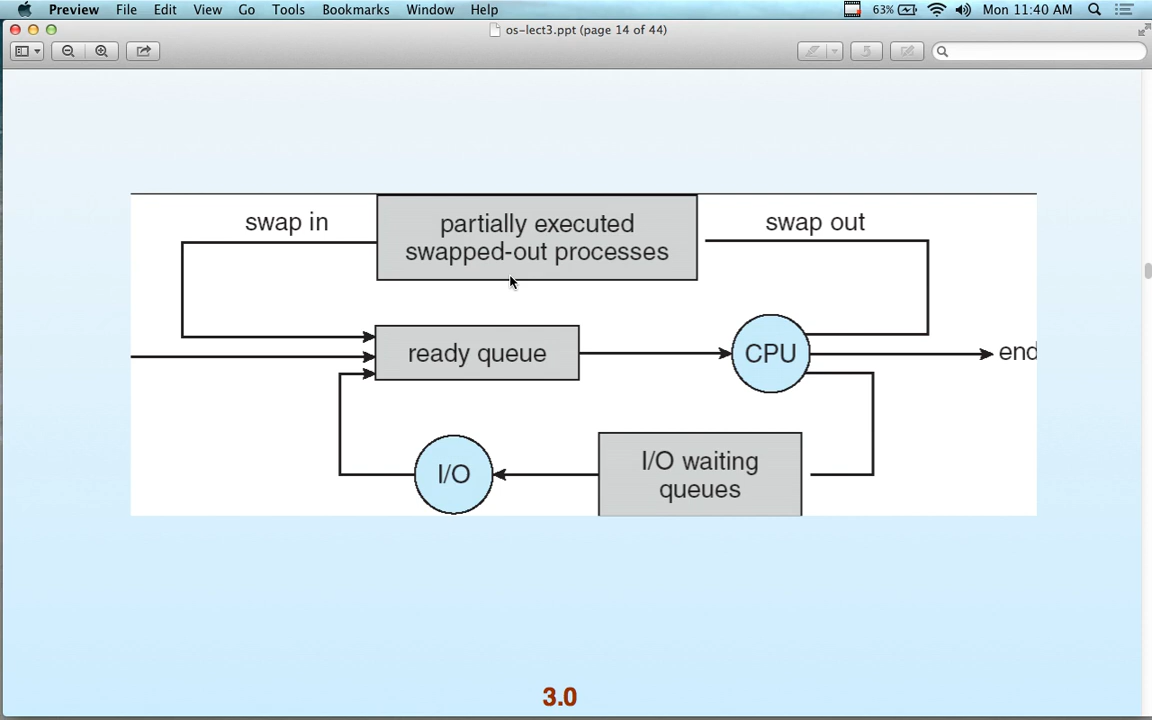 Preview File Edit View Go Tools Bookmarks Window Help 63% Mon 11:40 AM
os-lect3.ppt (page 14 of 44)
swap in
partially executed
swapped-out processes
swap out
ready queue
CPU
end
I/O
I/O waiting
queues
3.0